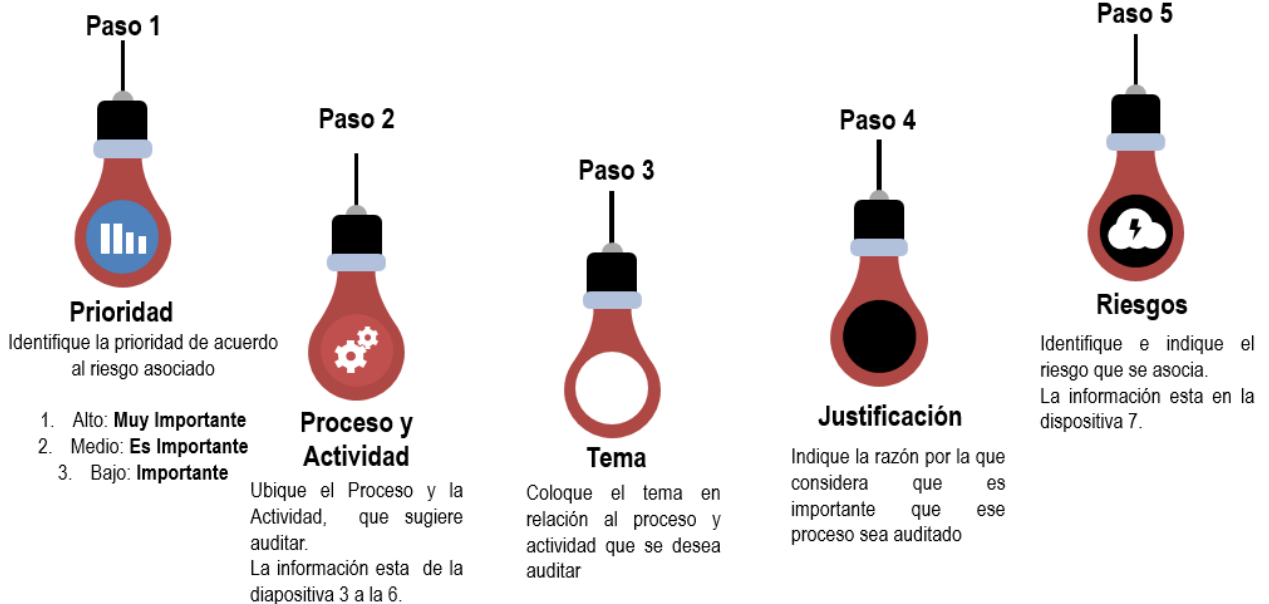 Paso 1
Prioridad
Identifique la prioridad de acuerdo
al riesgo asociado
1. Alto: Muy Importante
2. Medio: Es Importante
3. Bajo: Importante
Paso 2
Proceso y
Actividad
Ubique el Proceso y la
Actividad, que sugiere
auditar.
La información esta de la
diapositiva 3 a la 6.
Paso 3
Tema
Coloque el tema en
relación al proceso y
actividad que se desea
auditar
Paso 4
Justificación
Indique la razón por la que
considera que es
importante que ese
proceso sea auditado
Paso 5
Riesgos
Identifique e indique el
riesgo que se asocia.
La información esta en la
dispositiva 7.